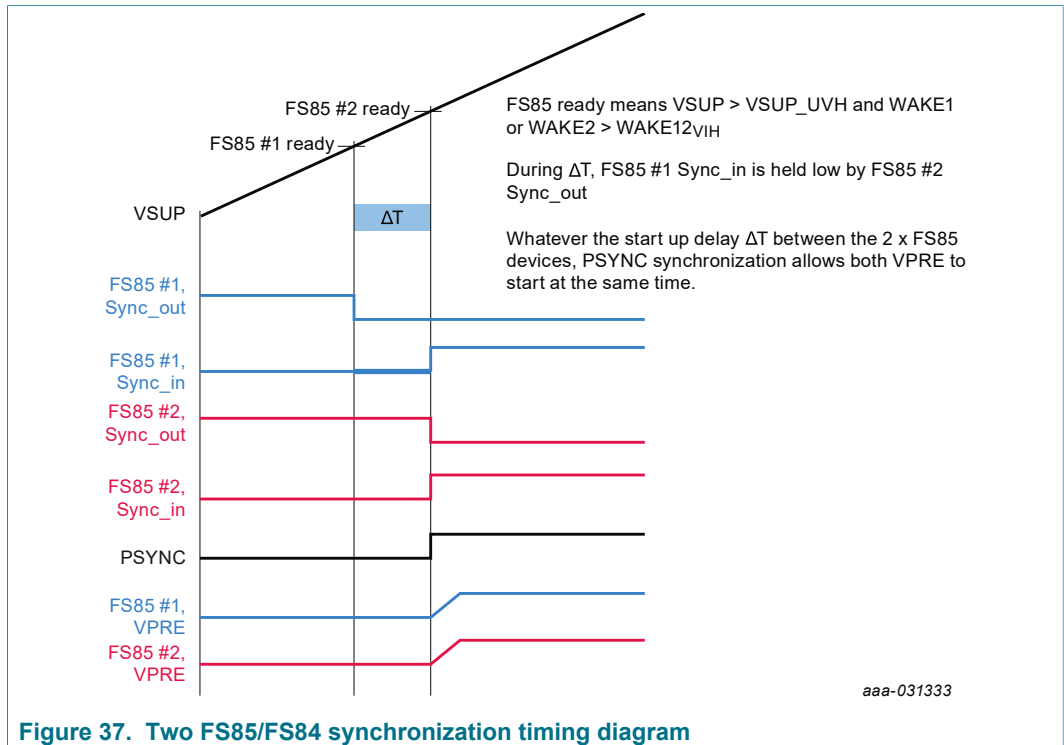 FS85 #2 ready
FS85 #1 ready
FS85 ready means VSUP > VSUP_UVH and WAKE1
or WAKE2 > WAKE12VIH
During ΔT, FS85 #1 Sync_in is held low by FS85 #2
Sync_out
Whatever the start up delay ΔT between the 2 x FS85
devices, PSYNC synchronization allows both VPRE to
start at the same time.
VSUP
ΔT
FS85 #1,
Sync_out
FS85 #1,
Sync_in
FS85 #2,
Sync_out
FS85 #2,
Sync_in
PSYNC
FS85 #1,
VPRE
FS85 #2,
VPRE
aaa-031333
Figure 37. Two FS85/FS84 synchronization timing diagram